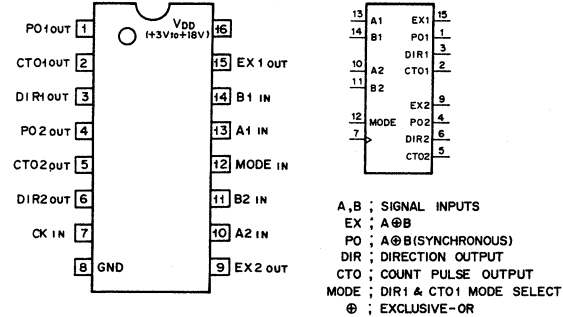 PO1OUT 1
CTO1OUT 2
DIR1OUT 3
PO2OUT 4
CTO2OUT 5
DIR2OUT 6
CK IN 7
8 GND
VDD
(+3V to +18V)
16
15 EX1OUT
14 B1 IN
13 A1 IN
12 MODE IN
11 B2 IN
10 A2 IN
9 EX2OUT
13 A1 EX1 15
14 B1 PO1 1
DIR1 3
10 A2 CTO1 2
11 B2
EX2 9
12 MODE PO2 4
7 DIR2 6
CTO2 5
A,B ; SIGNAL INPUTS
EX ; A⊕B
PO ; A⊕B(SYNCHRONOUS)
DIR ; DIRECTION OUTPUT
CTO ; COUNT PULSE OUTPUT
MODE ; DIR1 & CTO1 MODE SELECT
⊕ ; EXCLUSIVE-OR